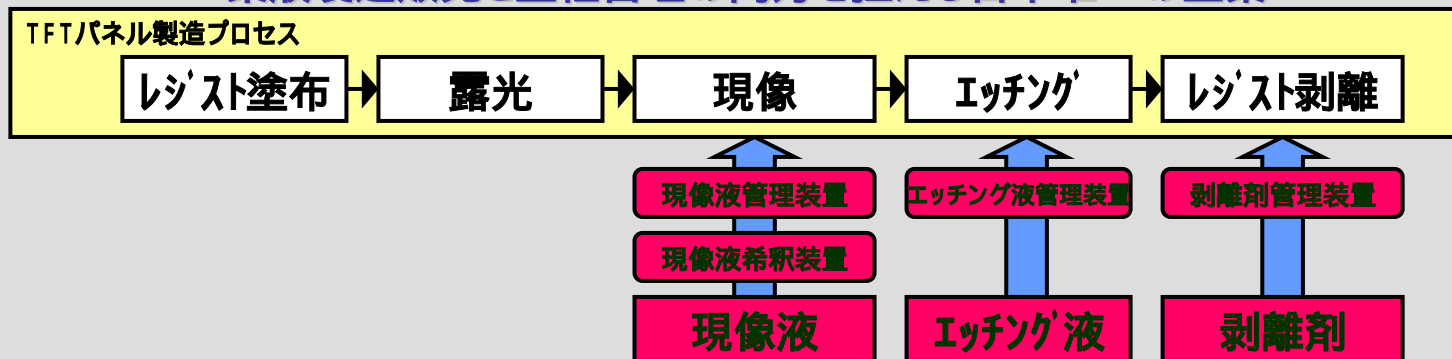 TFTパネル製造プロセス
レジスト塗布
露光
現像
エッチング
レジスト剥離
現像液管理装置
エッチング液管理装置
剥離剤管理装置
現像液希釈装置
現像液
エッチング液
剥離剤